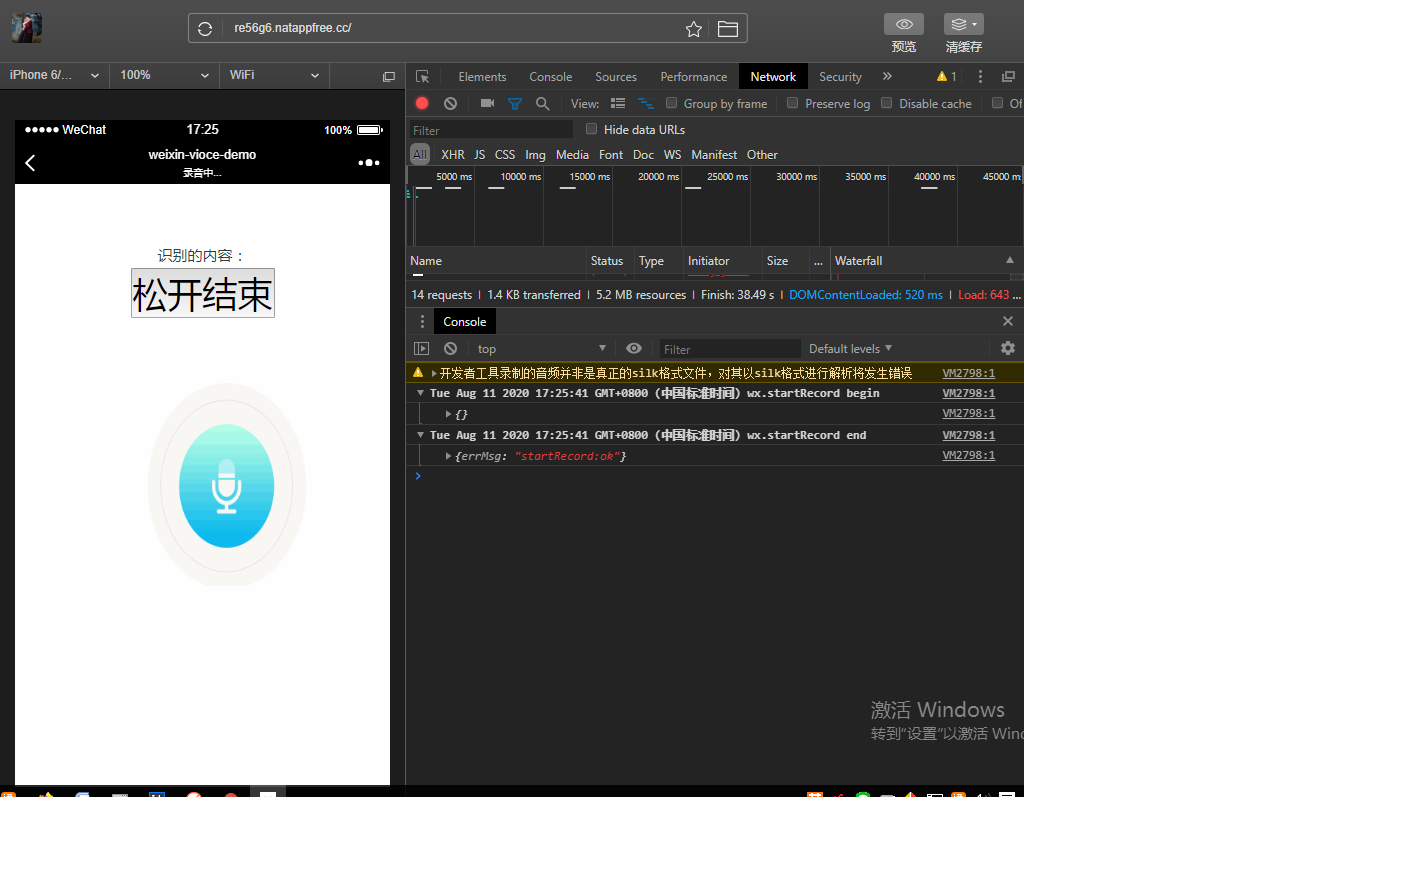 re56g6.natappfree.cc/
预览
清缓存
iPhone 6/...
100%
WiFi
Elements
Console
Sources
Performance
Network
Security
»
1
View:
Group by frame
Preserve log
Disable cache
Of
Filter
Hide data URLs
All
XHR
JS
CSS
Img
Media
Font
Doc
WS
Manifest
Other
5000 ms
10000 ms
15000 ms
20000 ms
25000 ms
30000 ms
35000 ms
40000 ms
45000 m
Name
Status
Type
Initiator
Size
...
Waterfall
14 requests
1.4 KB transferred
5.2 MB resources
Finish: 38.49 s
DOMContentLoaded: 520 ms
Load: 643 ...
Console
top
Filter
Default levels
开发者工具录制的音频并非是真正的silk格式文件，对其以silk格式进行解析将发生错误
VM2798:1
Tue Aug 11 2020 17:25:41 GMT+0800 (中国标准时间) wx.startRecord begin
VM2798:1
{}
VM2798:1
Tue Aug 11 2020 17:25:41 GMT+0800 (中国标准时间) wx.startRecord end
VM2798:1
{errMsg: "startRecord:ok"}
VM2798:1
WeChat
17:25
100%
weixin-vioce-demo
录音中...
识别的内容：
松开结束
激活 Windows
转到"设置"以激活 Wind